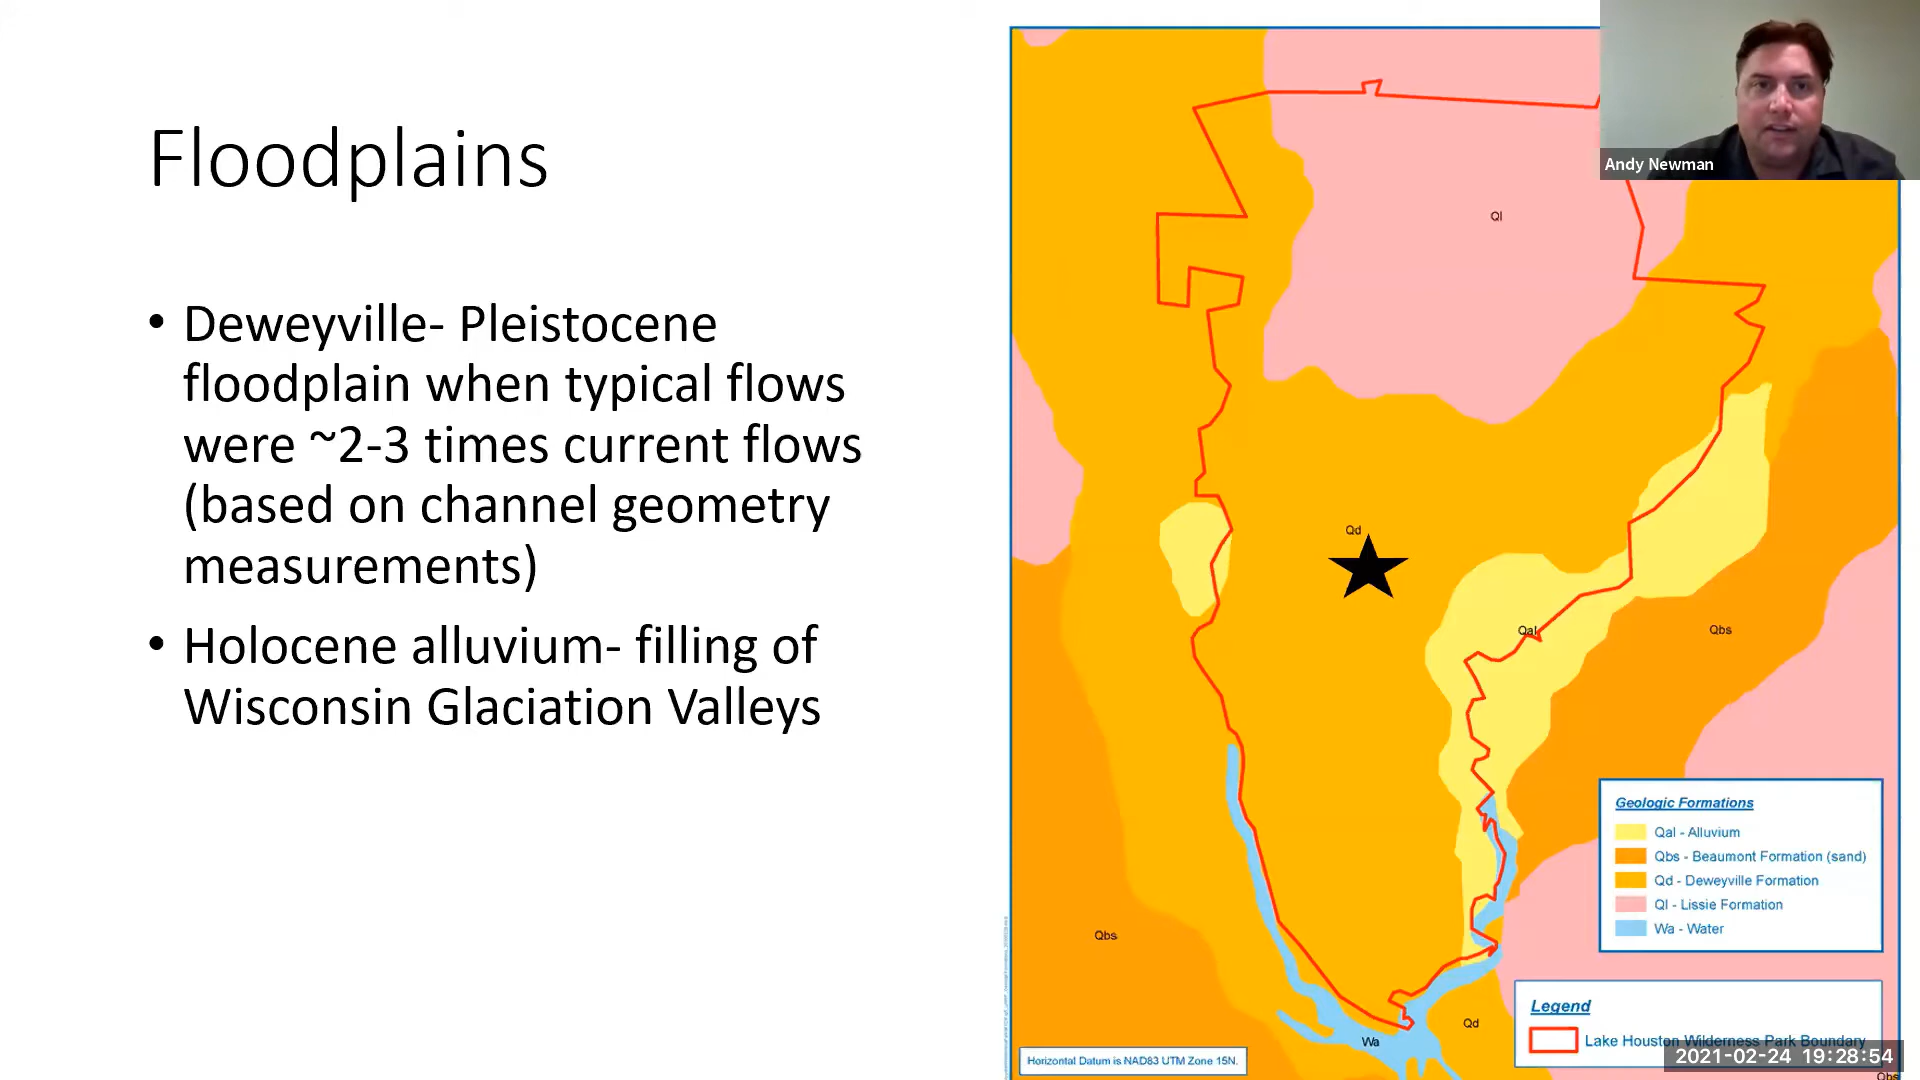 Floodplains
• Deweyville- Pleistocene
floodplain when typical flows
were ~2-3 times current flows
(based on channel geometry
measurements)
• Holocene alluvium- filling of
Wisconsin Glaciation Valleys
Andy Newman
Ql
Qd
Qal
Qbs
Qbs
Qd
Wa
Qbs
Geologic Formations
Qal - Alluvium
Qbs - Beaumont Formation (sand)
Qd - Deweyville Formation
Ql - Lissie Formation
Wa - Water
Legend
Lake Houston Wilderness Park Boundary
Horizontal Datum is NAD83 UTM Zone 15N.
2021-02-24 19:28:54